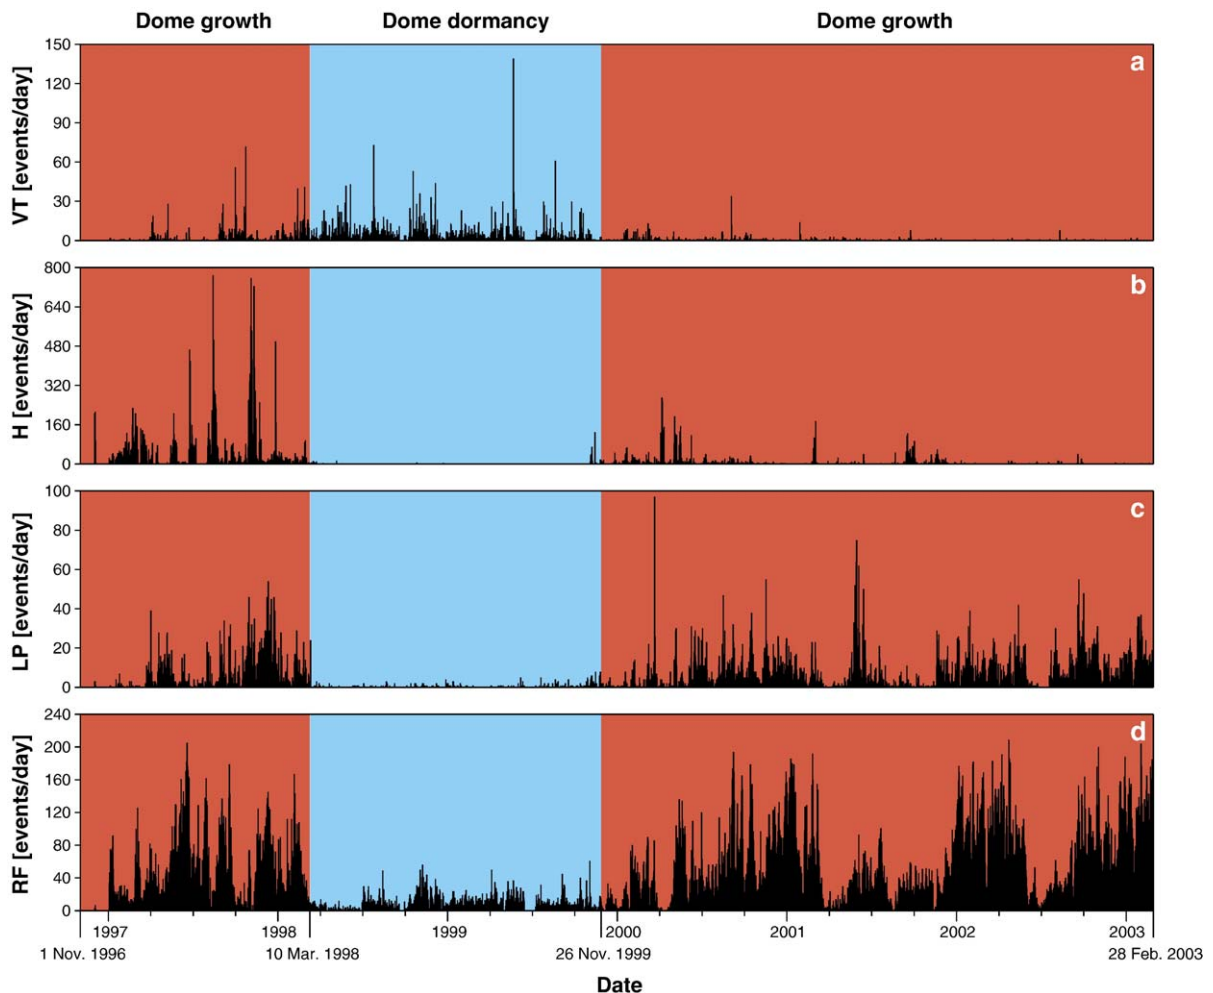 Dome growth Dome dormancy Dome growth
a
VT [events/day]
150
120
90
60
30
0
b
H [events/day]
800
640
480
320
160
0
c
LP [events/day]
100
80
60
40
20
0
d
RF [events/day]
240
200
160
120
80
40
0
1997 1998 1999 2000 2001 2002 2003
1 Nov. 1996 10 Mar. 1998 26 Nov. 1999 28 Feb. 2003
Date